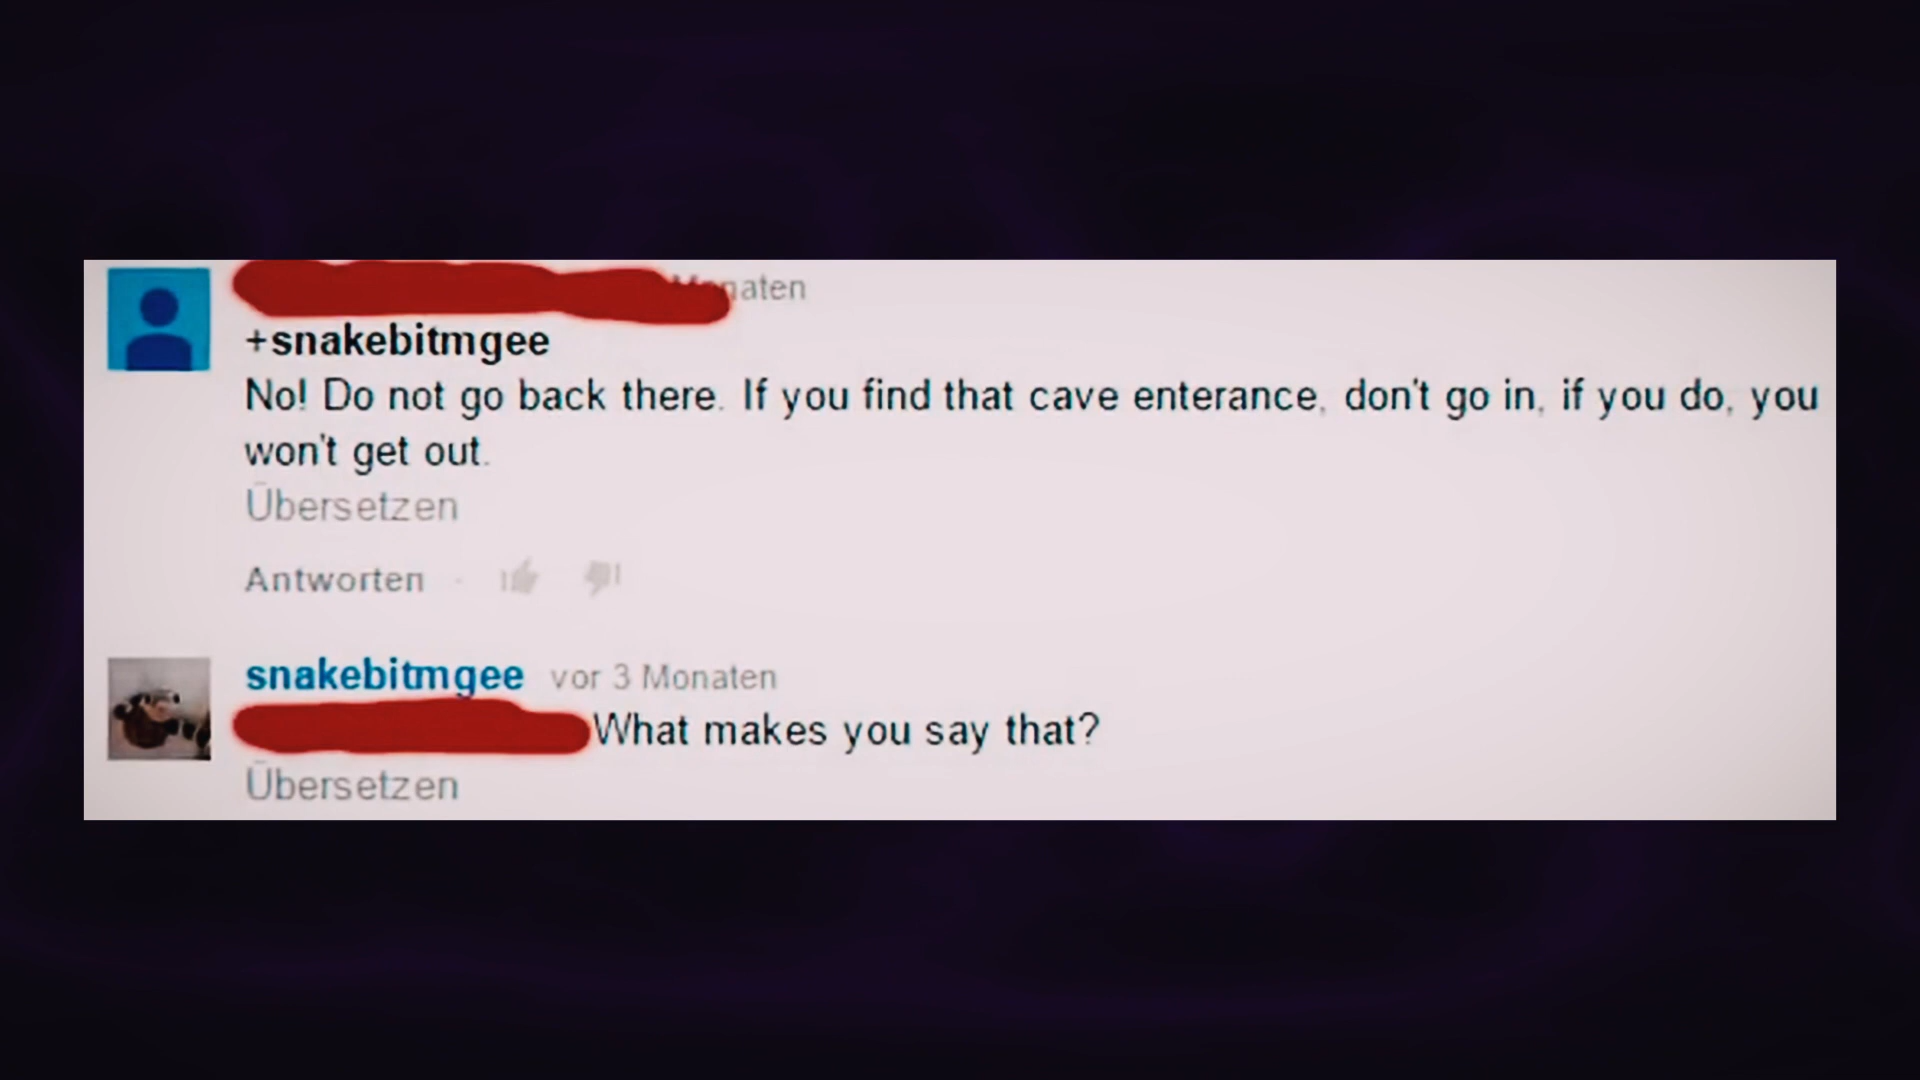 Monaten
+snakebitmgee
No! Do not go back there. If you find that cave enterance, don't go in, if you do, you
won't get out.
Übersetzen
Antworten
snakebitmgee vor 3 Monaten
What makes you say that?
Übersetzen